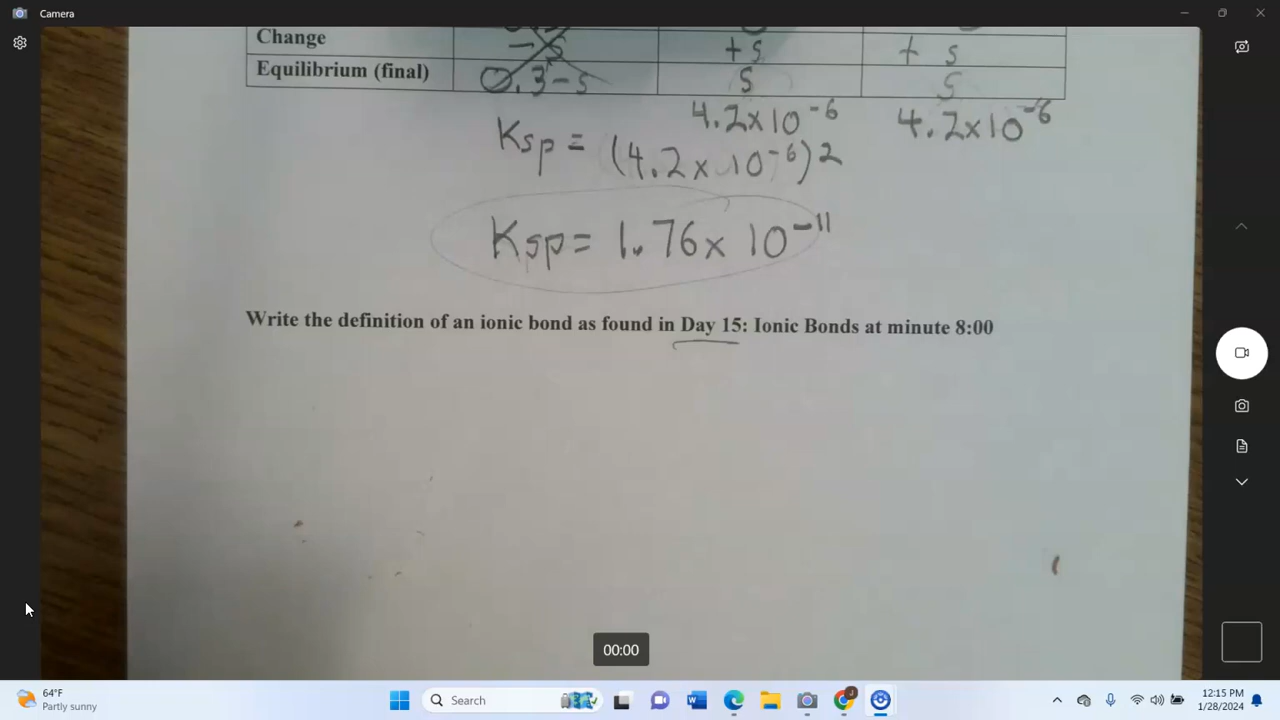 Camera
Change −s +s + s
Equilibrium (final) 0.3−s s s
4.2x10⁻⁶ 4.2x10⁻⁶
Ksp = (4.2x10⁻⁶)2
Ksp = 1.76x 10⁻¹¹
Write the definition of an ionic bond as found in Day 15: Ionic Bonds at minute 8:00
00:00
64°F
Partly sunny
Search
12:15 PM
1/28/2024